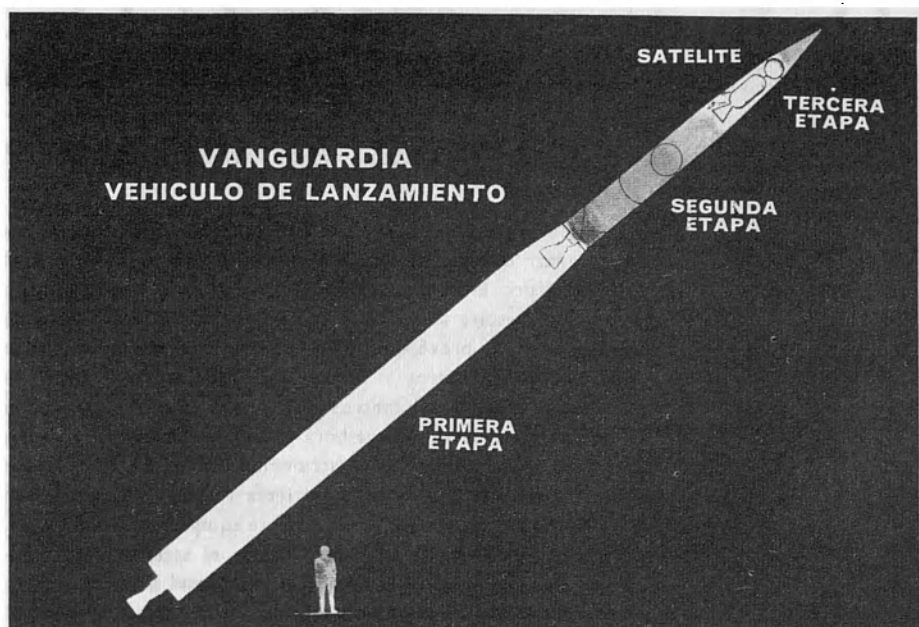 SATELITE
TERCERA
ETAPA
VANGUARDIA
VEHICULO DE LANZAMIENTO
SEGUNDA
ETAPA
PRIMERA
ETAPA